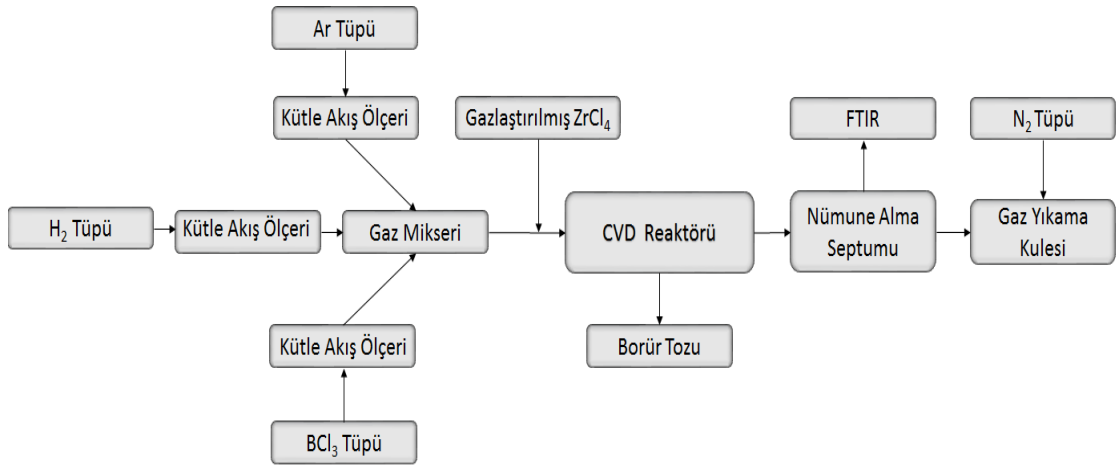 Ar Tüpü
Kütle Akış Ölçeri
Gazlaştırılmış ZrCl₄
FTIR
N₂ Tüpü
H₂ Tüpü
Kütle Akış Ölçeri
Gaz Mikseri
CVD Reaktörü
Nümune Alma
Septumu
Gaz Yıkama
Kulesi
Kütle Akış Ölçeri
Borür Tozu
BCl₃ Tüpü